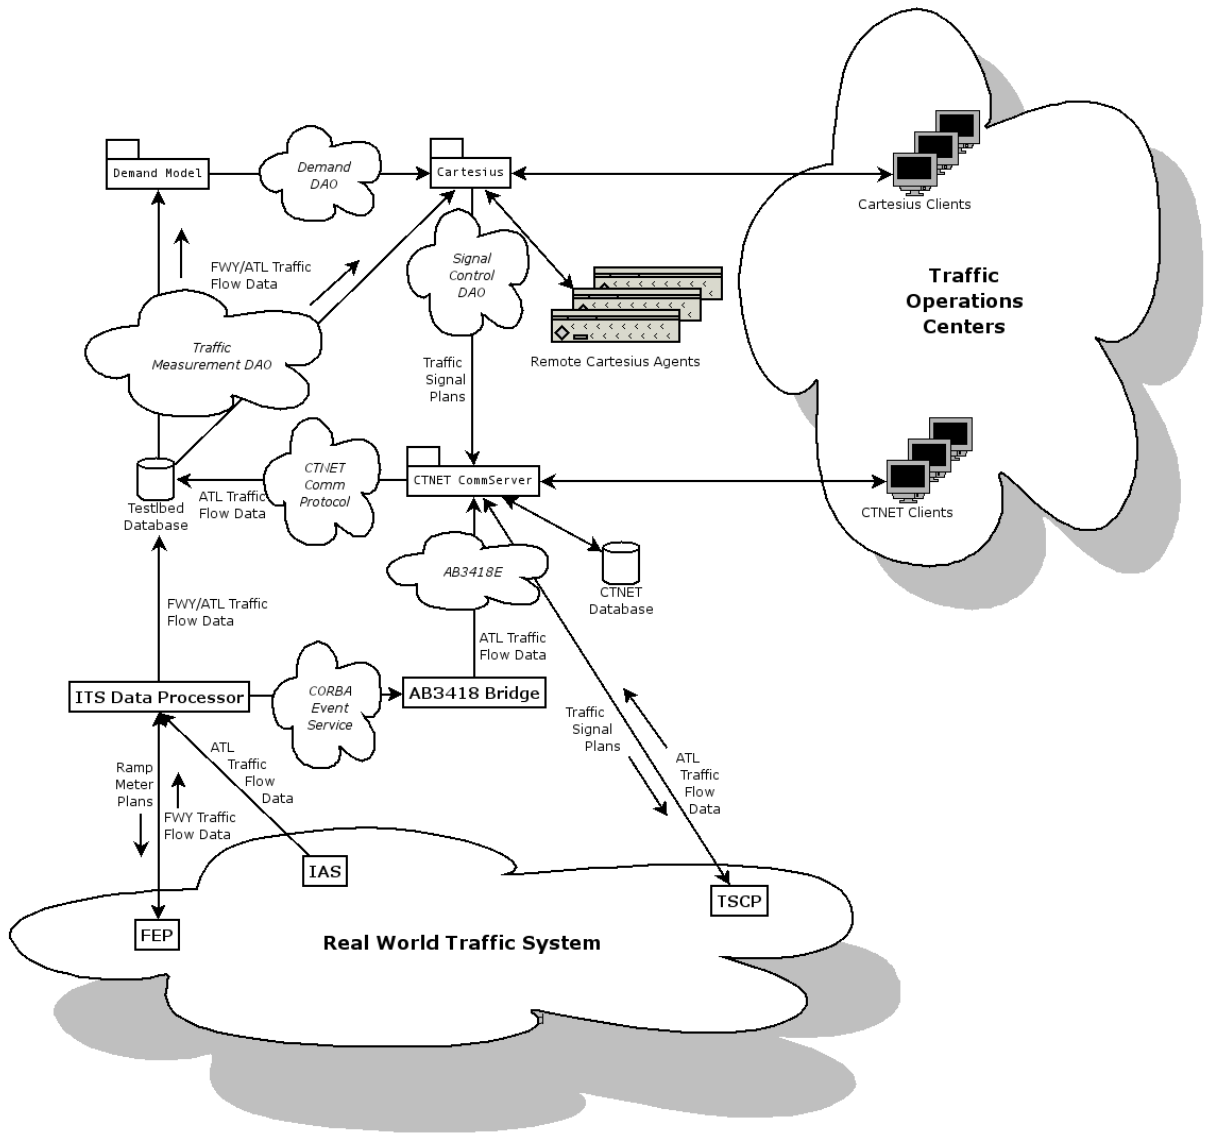 Demand Model
Demand
DAO
Cartesius
Cartesius Clients
FWY/ATL Traffic
Flow Data
Signal
Control
DAO
Traffic
Operations
Centers
Traffic
Measurement DAO
Traffic
Signal
Plans
Remote Cartesius Agents
CTNET
Comm
Protocol
CTNET CommServer
ATL Traffic
Flow Data
Testlbed
Database
CTNET Clients
AB3418E
CTNET
Database
FWY/ATL Traffic
Flow Data
ATL Traffic
Flow Data
ITS Data Processor
CORBA
Event
Service
AB3418 Bridge
Traffic
Signal
Plans
ATL
Traffic
Flow
Data
Ramp
Meter
Plans
ATL
Traffic
Flow
Data
FWY Traffic
Flow Data
IAS
TSCP
FEP
Real World Traffic System